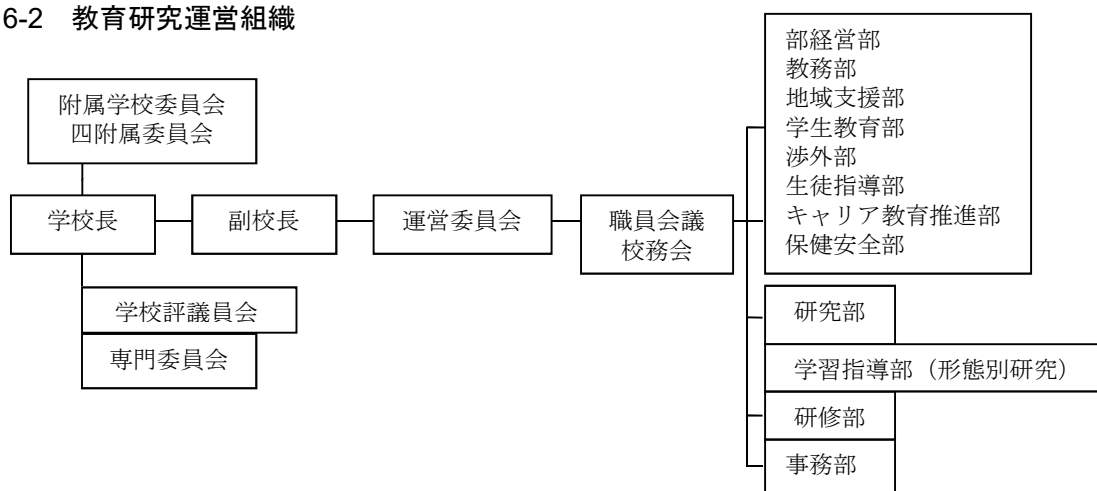 6-2 教育研究運営組織
附属学校委員会
四附属委員会
学校長
副校長
運営委員会
職員会議
校務会
学校評議員会
専門委員会
部経営部
教務部
地域支援部
学生教育部
渉外部
生徒指導部
キャリア教育推進部
保健安全部
研究部
学習指導部（形態別研究）
研修部
事務部